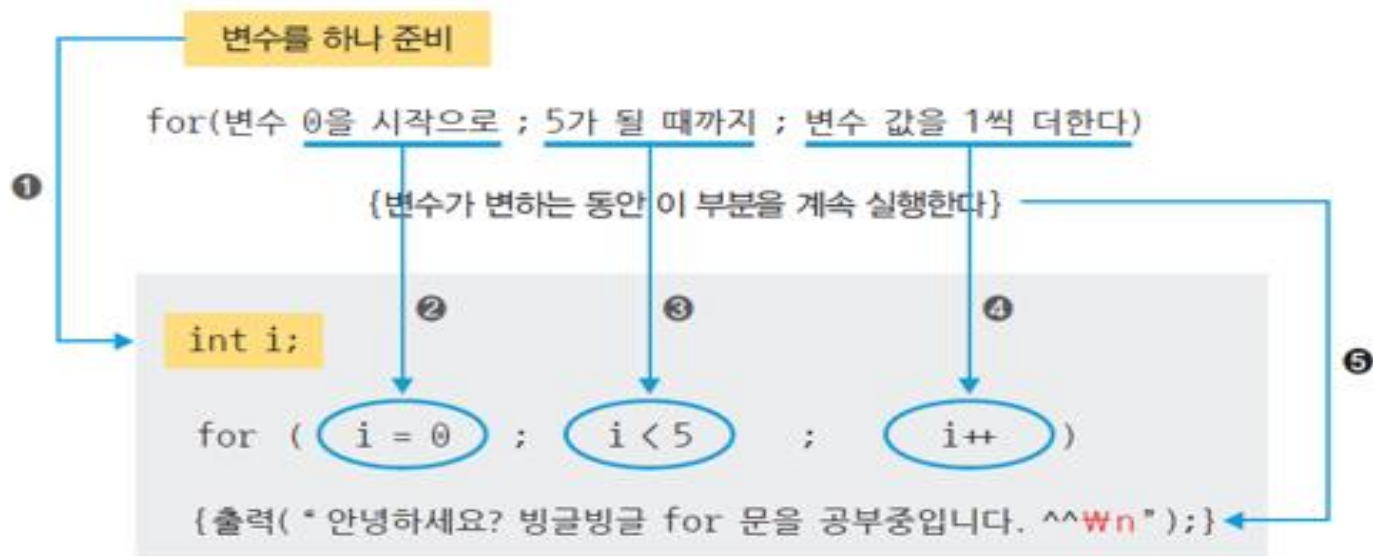 변수를 하나 준비
for(변수 0을 시작으로 ; 5가 될 때까지 ; 변수 값을 1씩 더한다)
❶
{변수가 변하는 동안 이 부분을 계속 실행한다}
❷ ❸ ❹
int i;
❺
for ( i = 0 ; i < 5 ; i++ )
{출력("안녕하세요? 빙글빙글 for 문을 공부중입니다. ^^₩n");}